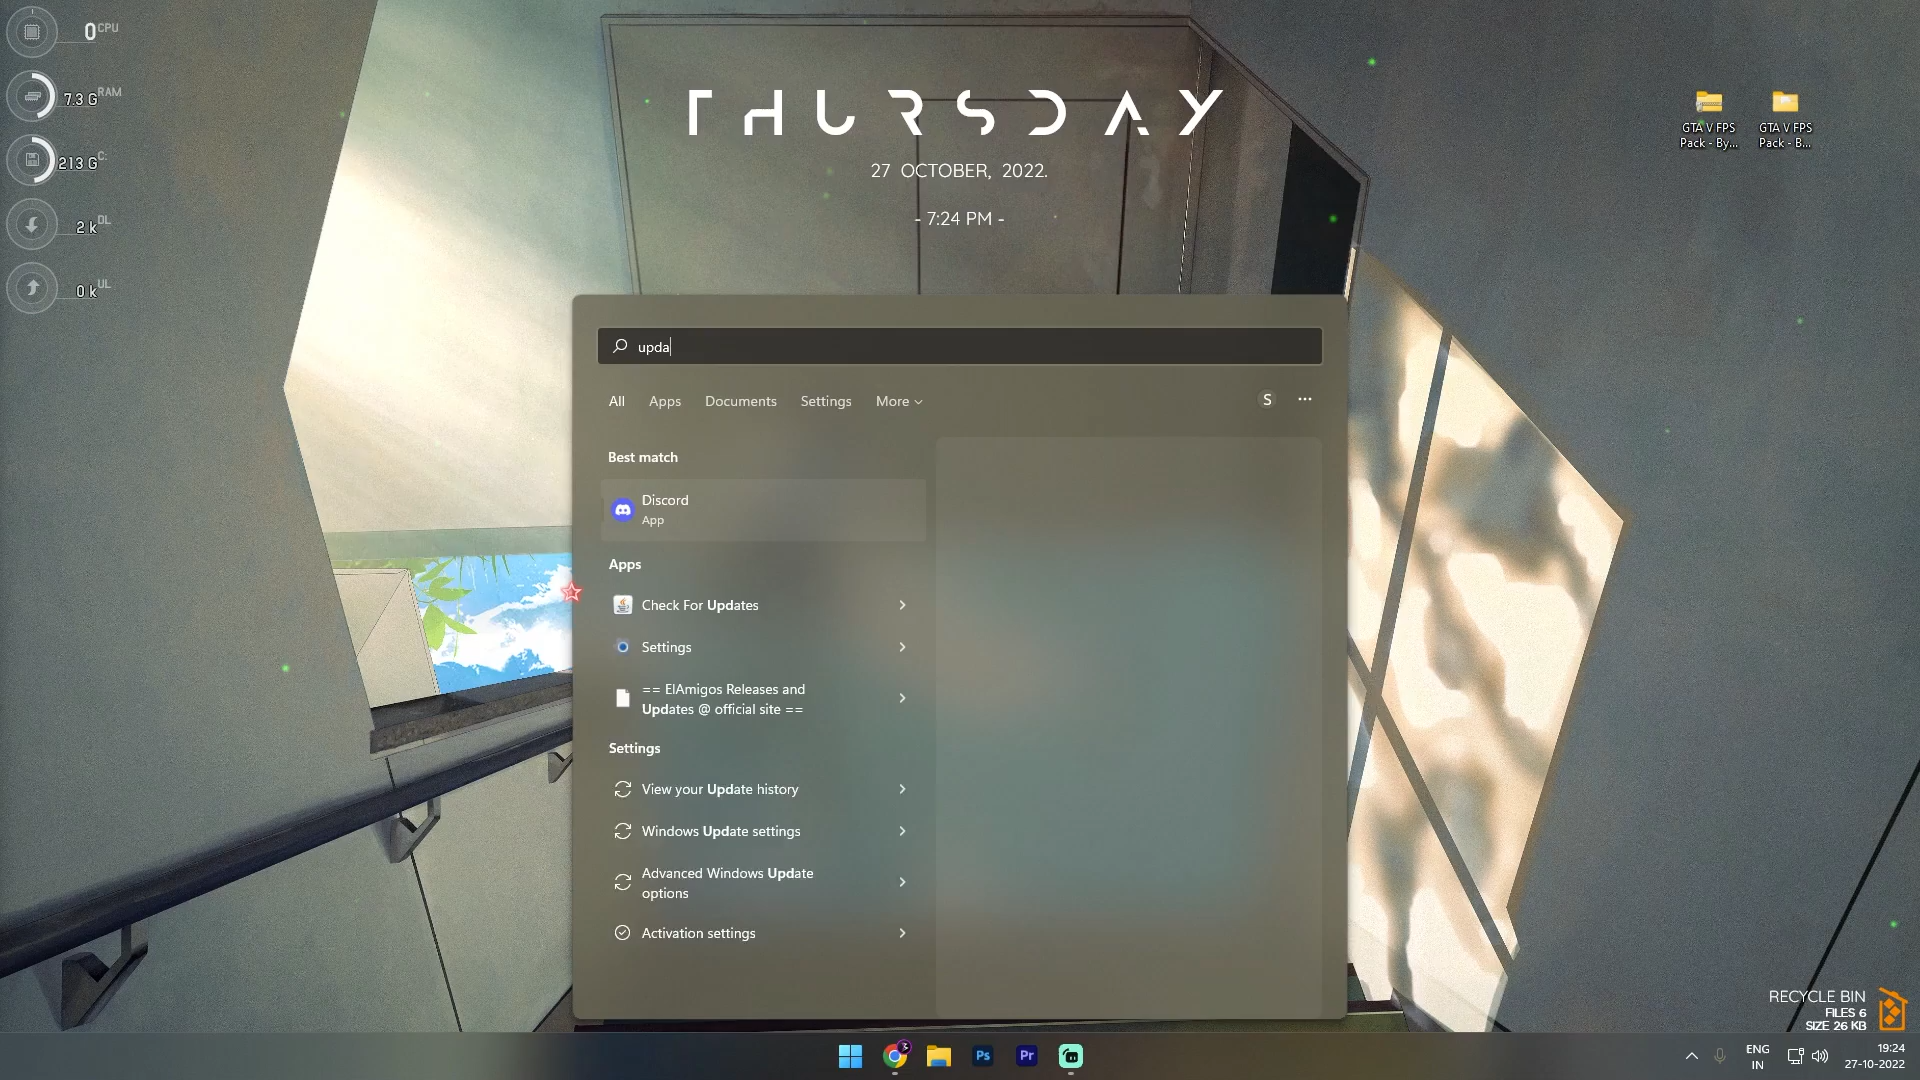 0 CPU
7.3 G RAM
213 G C:
2 k DL
0 k UL
THURSDAY
27 OCTOBER, 2022.
- 7:24 PM -
GTA V FPS
Pack - By...
GTA V FPS
Pack - B...
upda
All Apps Documents Settings More
S
Best match
Discord
App
Apps
Check For Updates
Settings
== ElAmigos Releases and
Updates @ official site ==
Settings
View your Update history
Windows Update settings
Advanced Windows Update
options
Activation settings
RECYCLE BIN
FILES 6
SIZE 26 KB
Ps
Pr
ENG
IN
19:24
27-10-2022